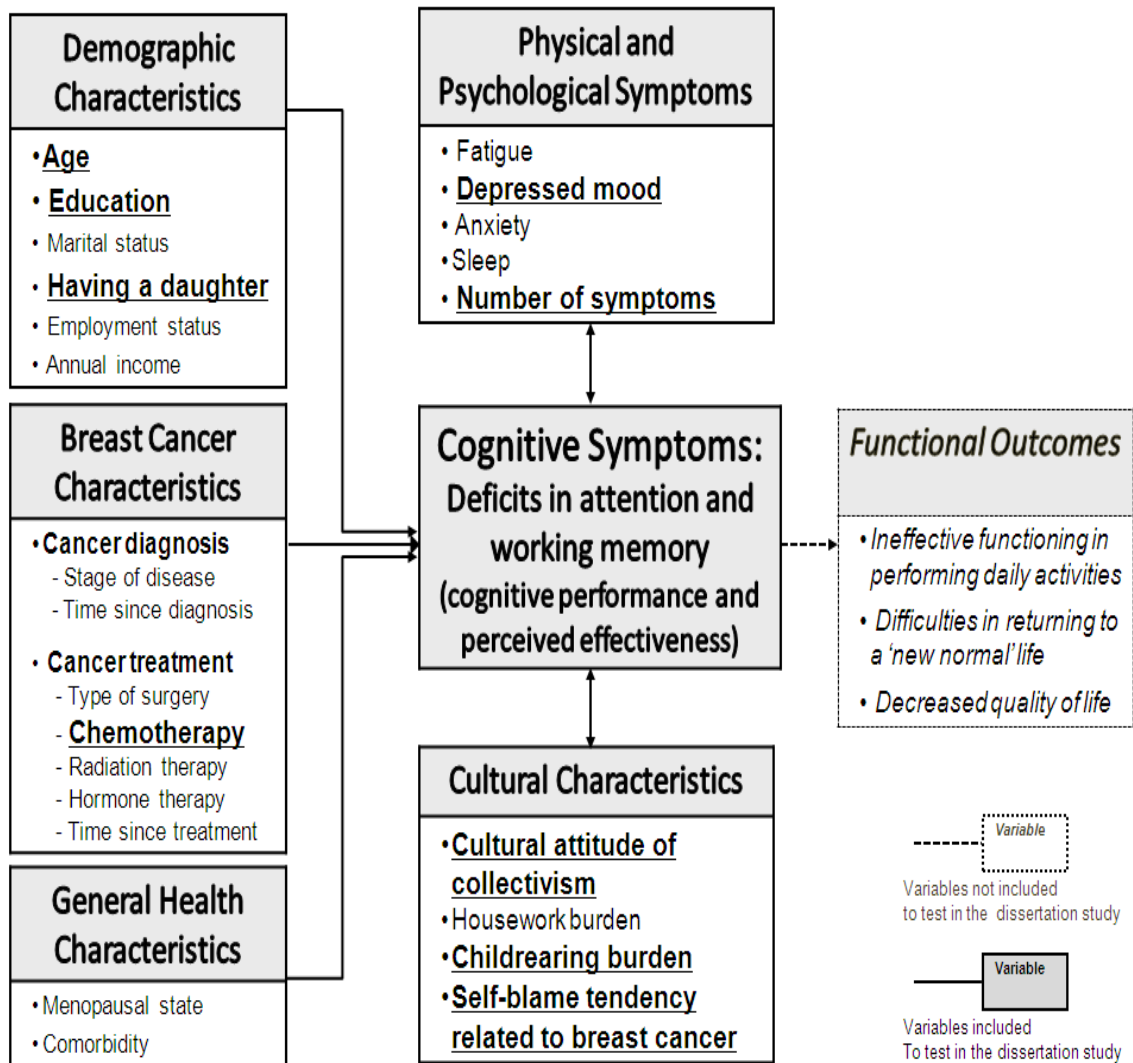 Demographic
Characteristics
•Age
• Education
• Marital status
• Having a daughter
• Employment status
• Annual income
Breast Cancer
Characteristics
•Cancer diagnosis
- Stage of disease
- Time since diagnosis
• Cancer treatment
- Type of surgery
- Chemotherapy
- Radiation therapy
- Hormone therapy
- Time since treatment
General Health
Characteristics
• Menopausal state
• Comorbidity
Physical and
Psychological Symptoms
• Fatigue
• Depressed mood
• Anxiety
• Sleep
• Number of symptoms
Cognitive Symptoms:
Deficits in attention and
working memory
(cognitive performance and
perceived effectiveness)
Cultural Characteristics
•Cultural attitude of
collectivism
•Housework burden
•Childrearing burden
•Self-blame tendency
related to breast cancer
Functional Outcomes
• Ineffective functioning in
performing daily activities
• Difficulties in returning to
a ‘new normal’ life
• Decreased quality of life
Variable
Variables not included
to test in the dissertation study
Variable
Variables included
To test in the dissertation study